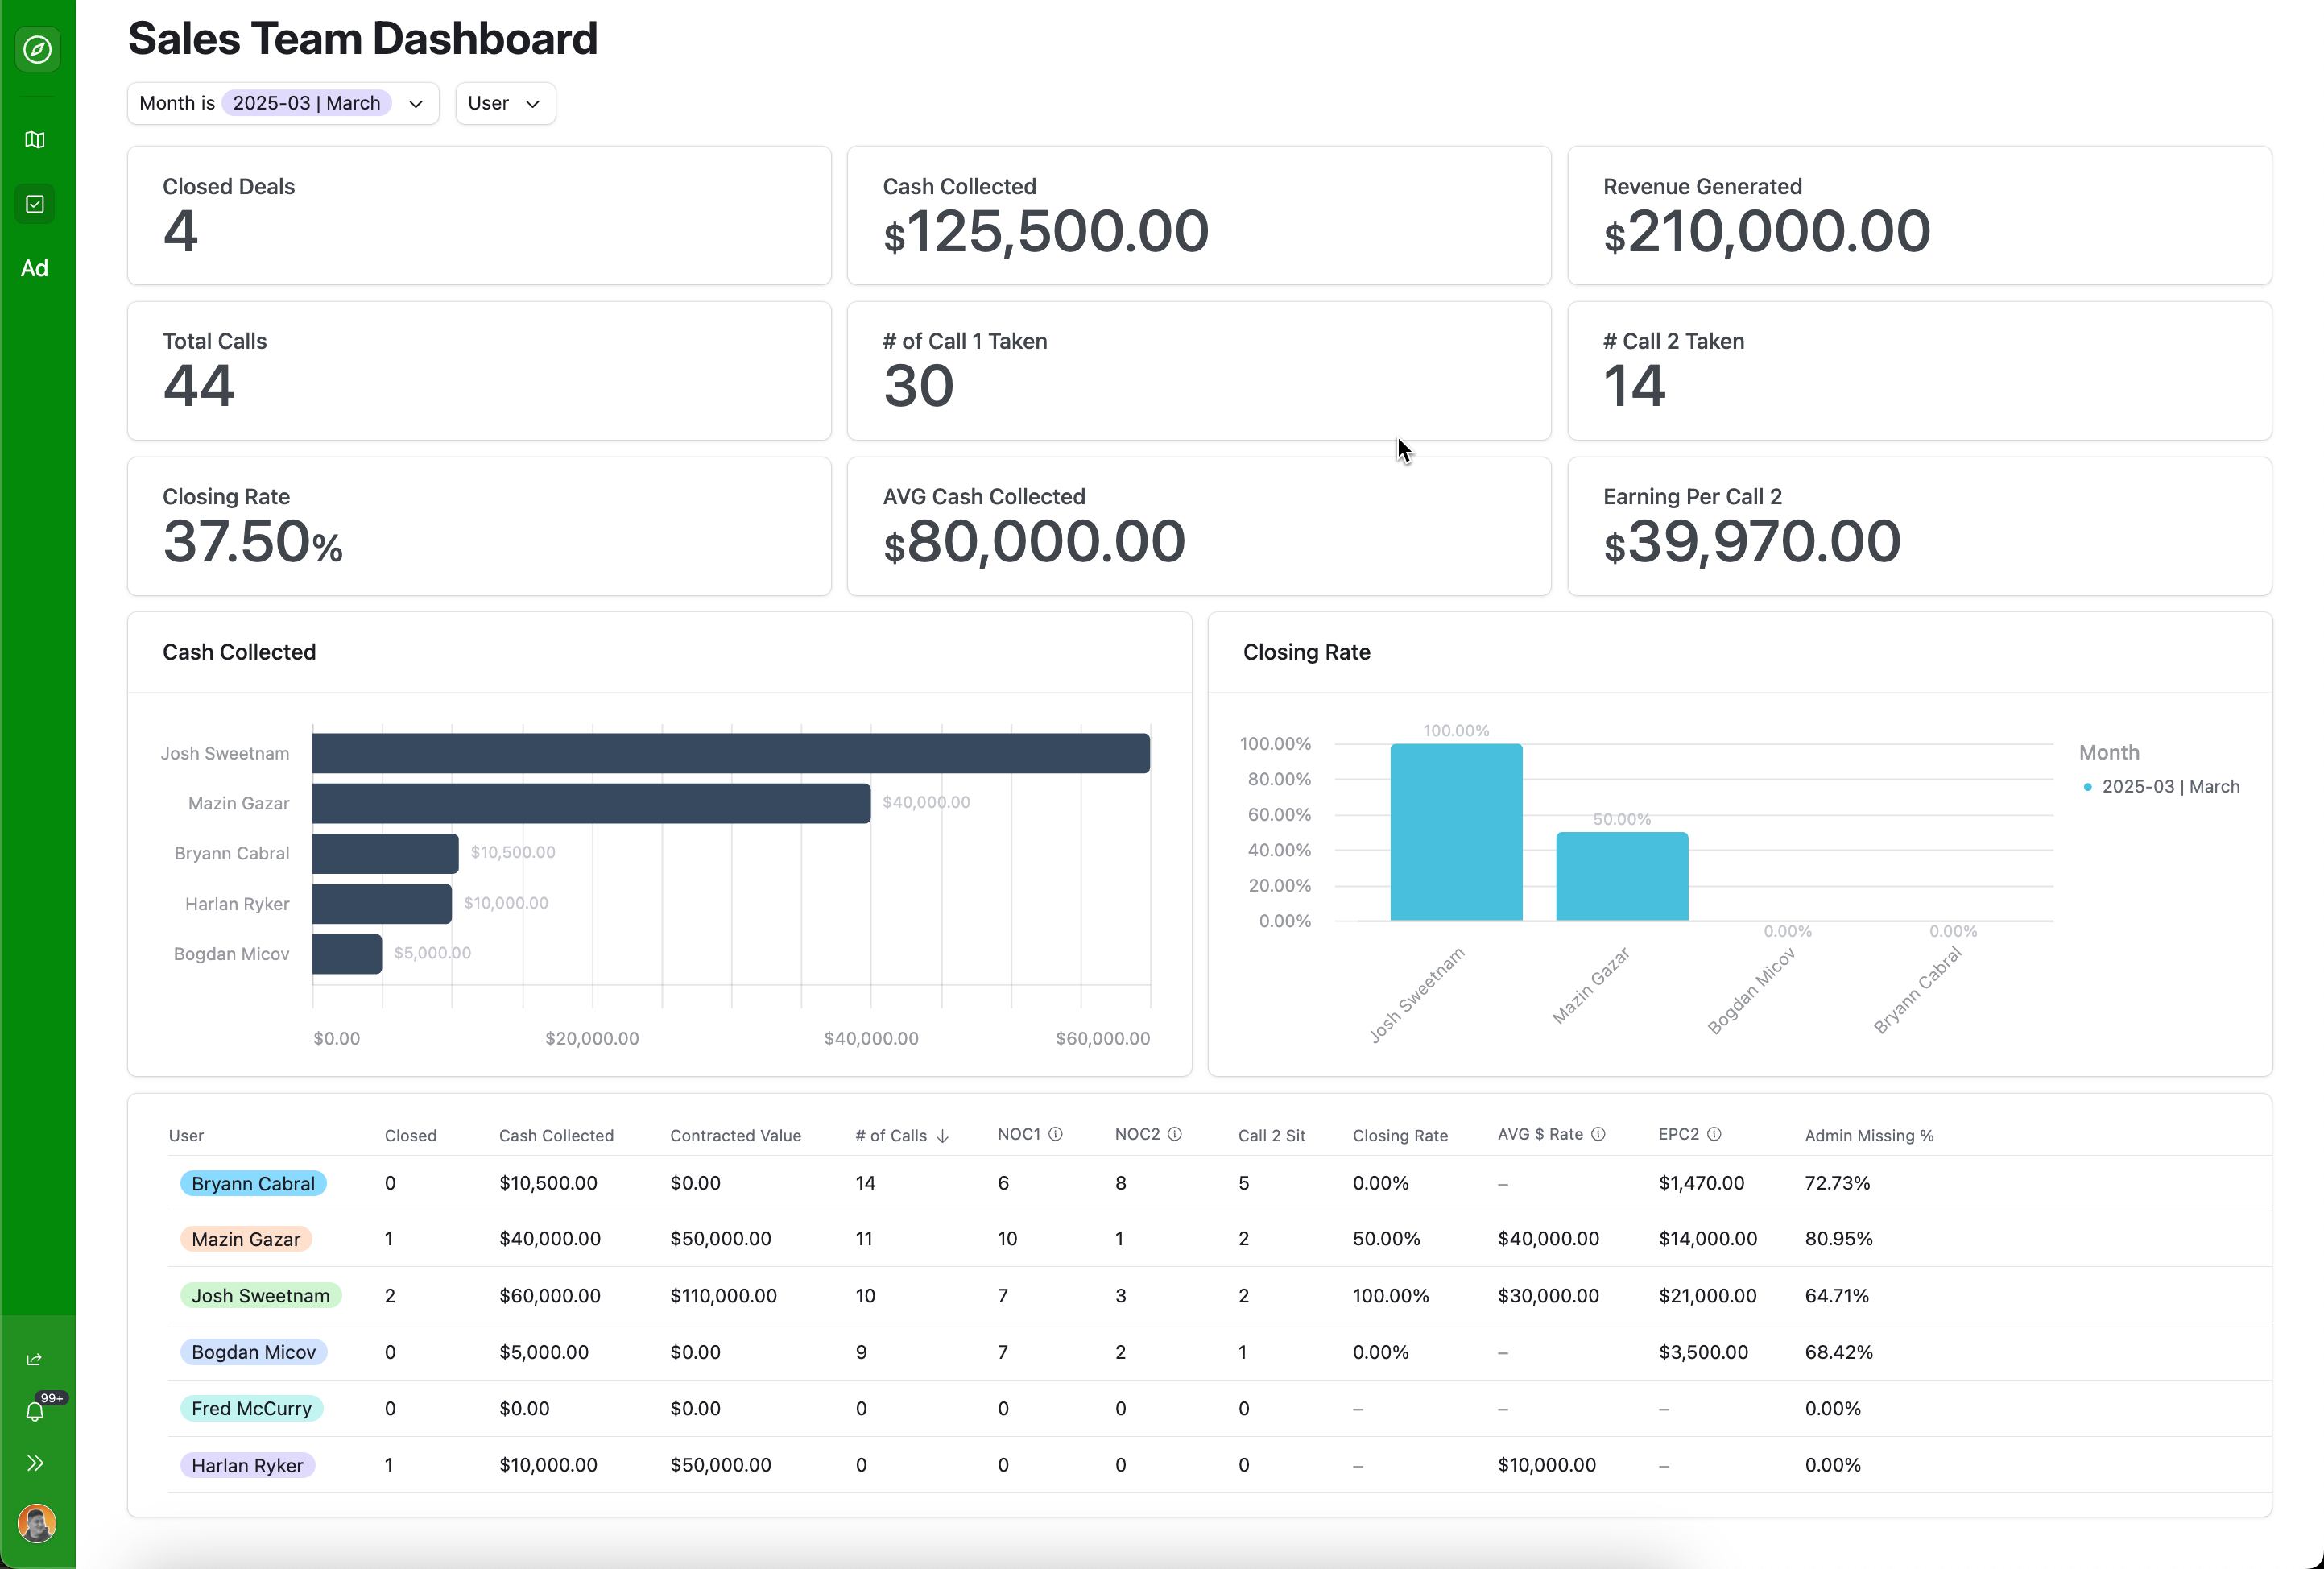 Sales Team Dashboard
Month is 2025-03 | March User
Ad
Closed Deals
4
Cash Collected
$125,500.00
Revenue Generated
$210,000.00
Total Calls
44
# of Call 1 Taken
30
# Call 2 Taken
14
Closing Rate
37.50%
AVG Cash Collected
$80,000.00
Earning Per Call 2
$39,970.00
Cash Collected
Josh Sweetnam
Mazin Gazar $40,000.00
Bryann Cabral $10,500.00
Harlan Ryker $10,000.00
Bogdan Micov $5,000.00
$0.00 $20,000.00 $40,000.00 $60,000.00
Closing Rate
100.00%
100.00%
80.00%
60.00%
50.00%
40.00%
20.00%
0.00%
0.00% 0.00%
Josh Sweetnam Mazin Gazar Bogdan Micov Bryann Cabral
Month
2025-03 | March
User Closed Cash Collected Contracted Value # of Calls NOC1 NOC2 Call 2 Sit Closing Rate AVG $ Rate EPC2 Admin Missing %
Bryann Cabral 0 $10,500.00 $0.00 14 6 8 5 0.00% – $1,470.00 72.73%
Mazin Gazar 1 $40,000.00 $50,000.00 11 10 1 2 50.00% $40,000.00 $14,000.00 80.95%
Josh Sweetnam 2 $60,000.00 $110,000.00 10 7 3 2 100.00% $30,000.00 $21,000.00 64.71%
Bogdan Micov 0 $5,000.00 $0.00 9 7 2 1 0.00% – $3,500.00 68.42%
Fred McCurry 0 $0.00 $0.00 0 0 0 0 – – – 0.00%
Harlan Ryker 1 $10,000.00 $50,000.00 0 0 0 0 – $10,000.00 – 0.00%
99+